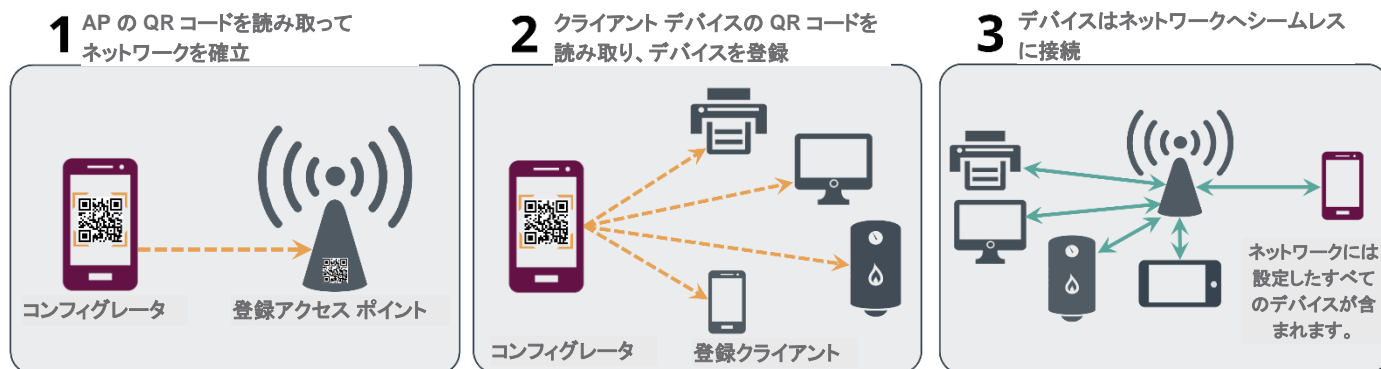 1 AP の QR コードを読み取って
ネットワークを確立
コンフィグレータ
登録アクセス ポイント
2 クライアント デバイスの QR コードを
読み取り、デバイスを登録
コンフィグレータ
登録クライアント
3 デバイスはネットワークへシームレス
に接続
ネットワークには
設定したすべて
のデバイスが含
まれます。